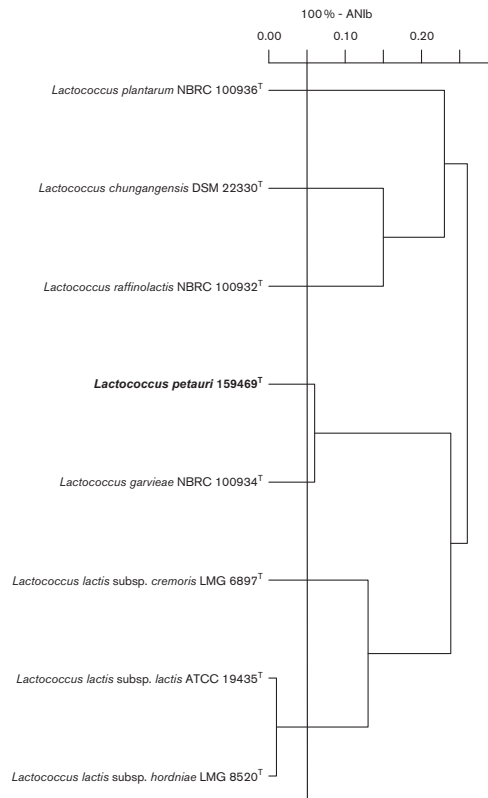 100 % - ANIb
0.00 0.10 0.20
Lactococcus plantarum NBRC 100936ᵀ
Lactococcus chungangensis DSM 22330ᵀ
Lactococcus raffinolactis NBRC 100932ᵀ
Lactococcus petauri 159469ᵀ
Lactococcus garvieae NBRC 100934ᵀ
Lactococcus lactis subsp. cremoris LMG 6897ᵀ
Lactococcus lactis subsp. lactis ATCC 19435ᵀ
Lactococcus lactis subsp. hordniae LMG 8520ᵀ